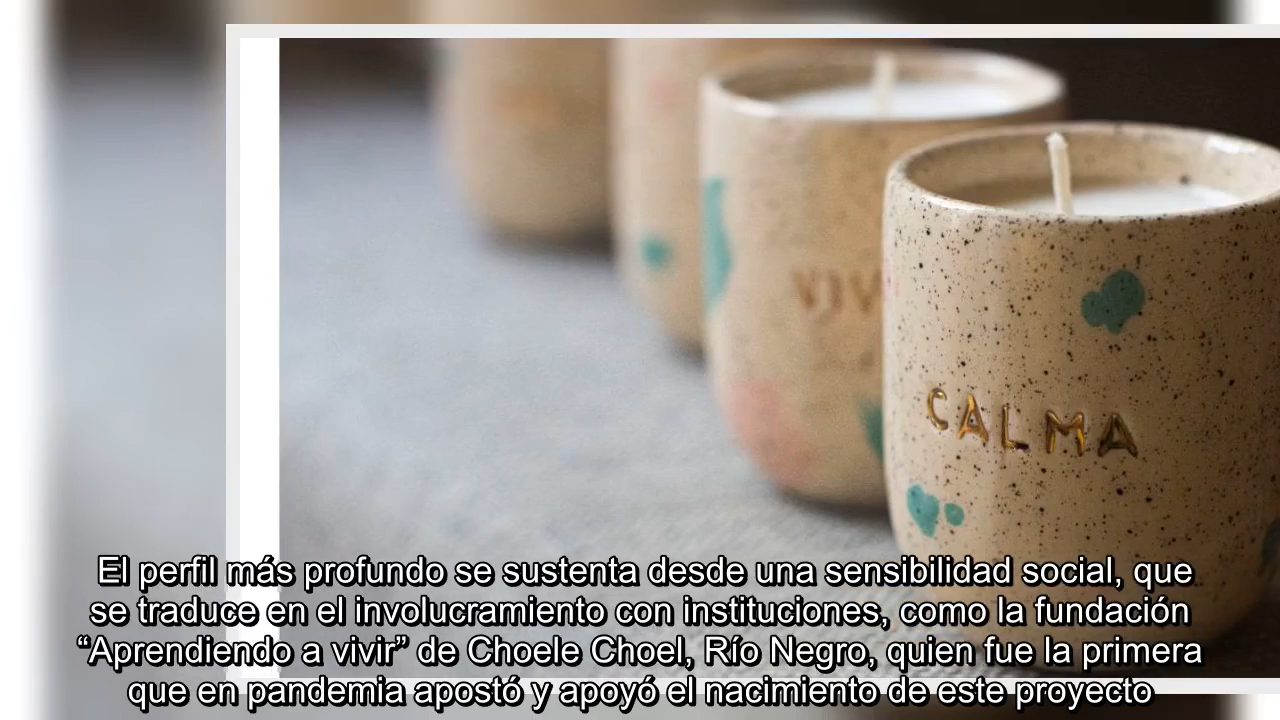 CALMA
El perfil más profundo se sustenta desde una sensibilidad social, que
se traduce en el involucramiento con instituciones, como la fundación
“Aprendiendo a vivir” de Choele Choel, Río Negro, quien fue la primera
que en pandemia apostó y apoyó el nacimiento de este proyecto